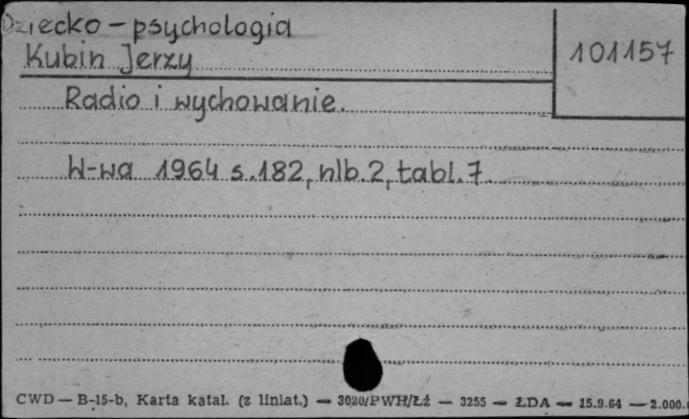 Dziecko – psychologia
Kubin Jerzy
101157
Radio i wychowanie.
W-wa 1964 s.182, nlb.2, tabl.7.
CWD — B-15-b, Karta katal. (z liniat.) — 3020/PWH/Łź — 3255 — ŁDA — 15.9.64 — 2.000.